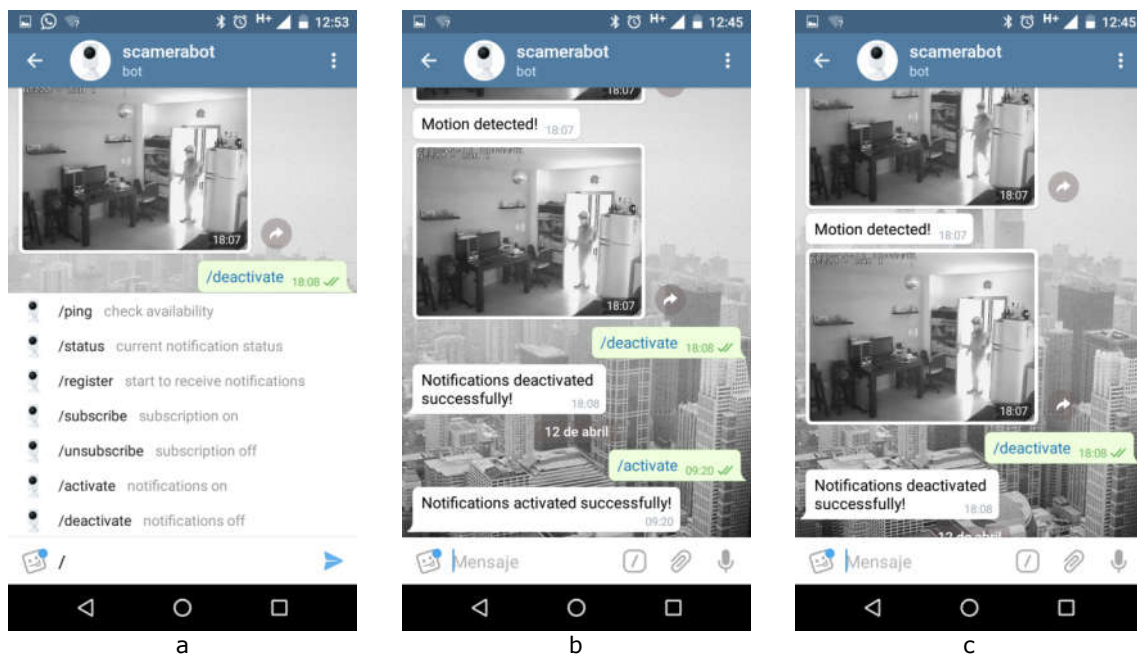 H+ 12:53
scamerabot
bot
18:07
/deactivate 18:08
/ping check availability
/status current notification status
/register start to receive notifications
/subscribe subscription on
/unsubscribe subscription off
/activate notifications on
/deactivate notifications off
/
a
H+ 12:45
scamerabot
bot
18:07
Motion detected! 18:07
18:07
/deactivate 18:08
Notifications deactivated
successfully! 18:08
12 de abril
/activate 09:20
Notifications activated successfully!
09:20
Mensaje
b
H+ 12:45
scamerabot
bot
18:07
Motion detected! 18:07
18:07
/deactivate 18:08
Notifications deactivated
successfully! 18:08
12 de abril
Mensaje
c